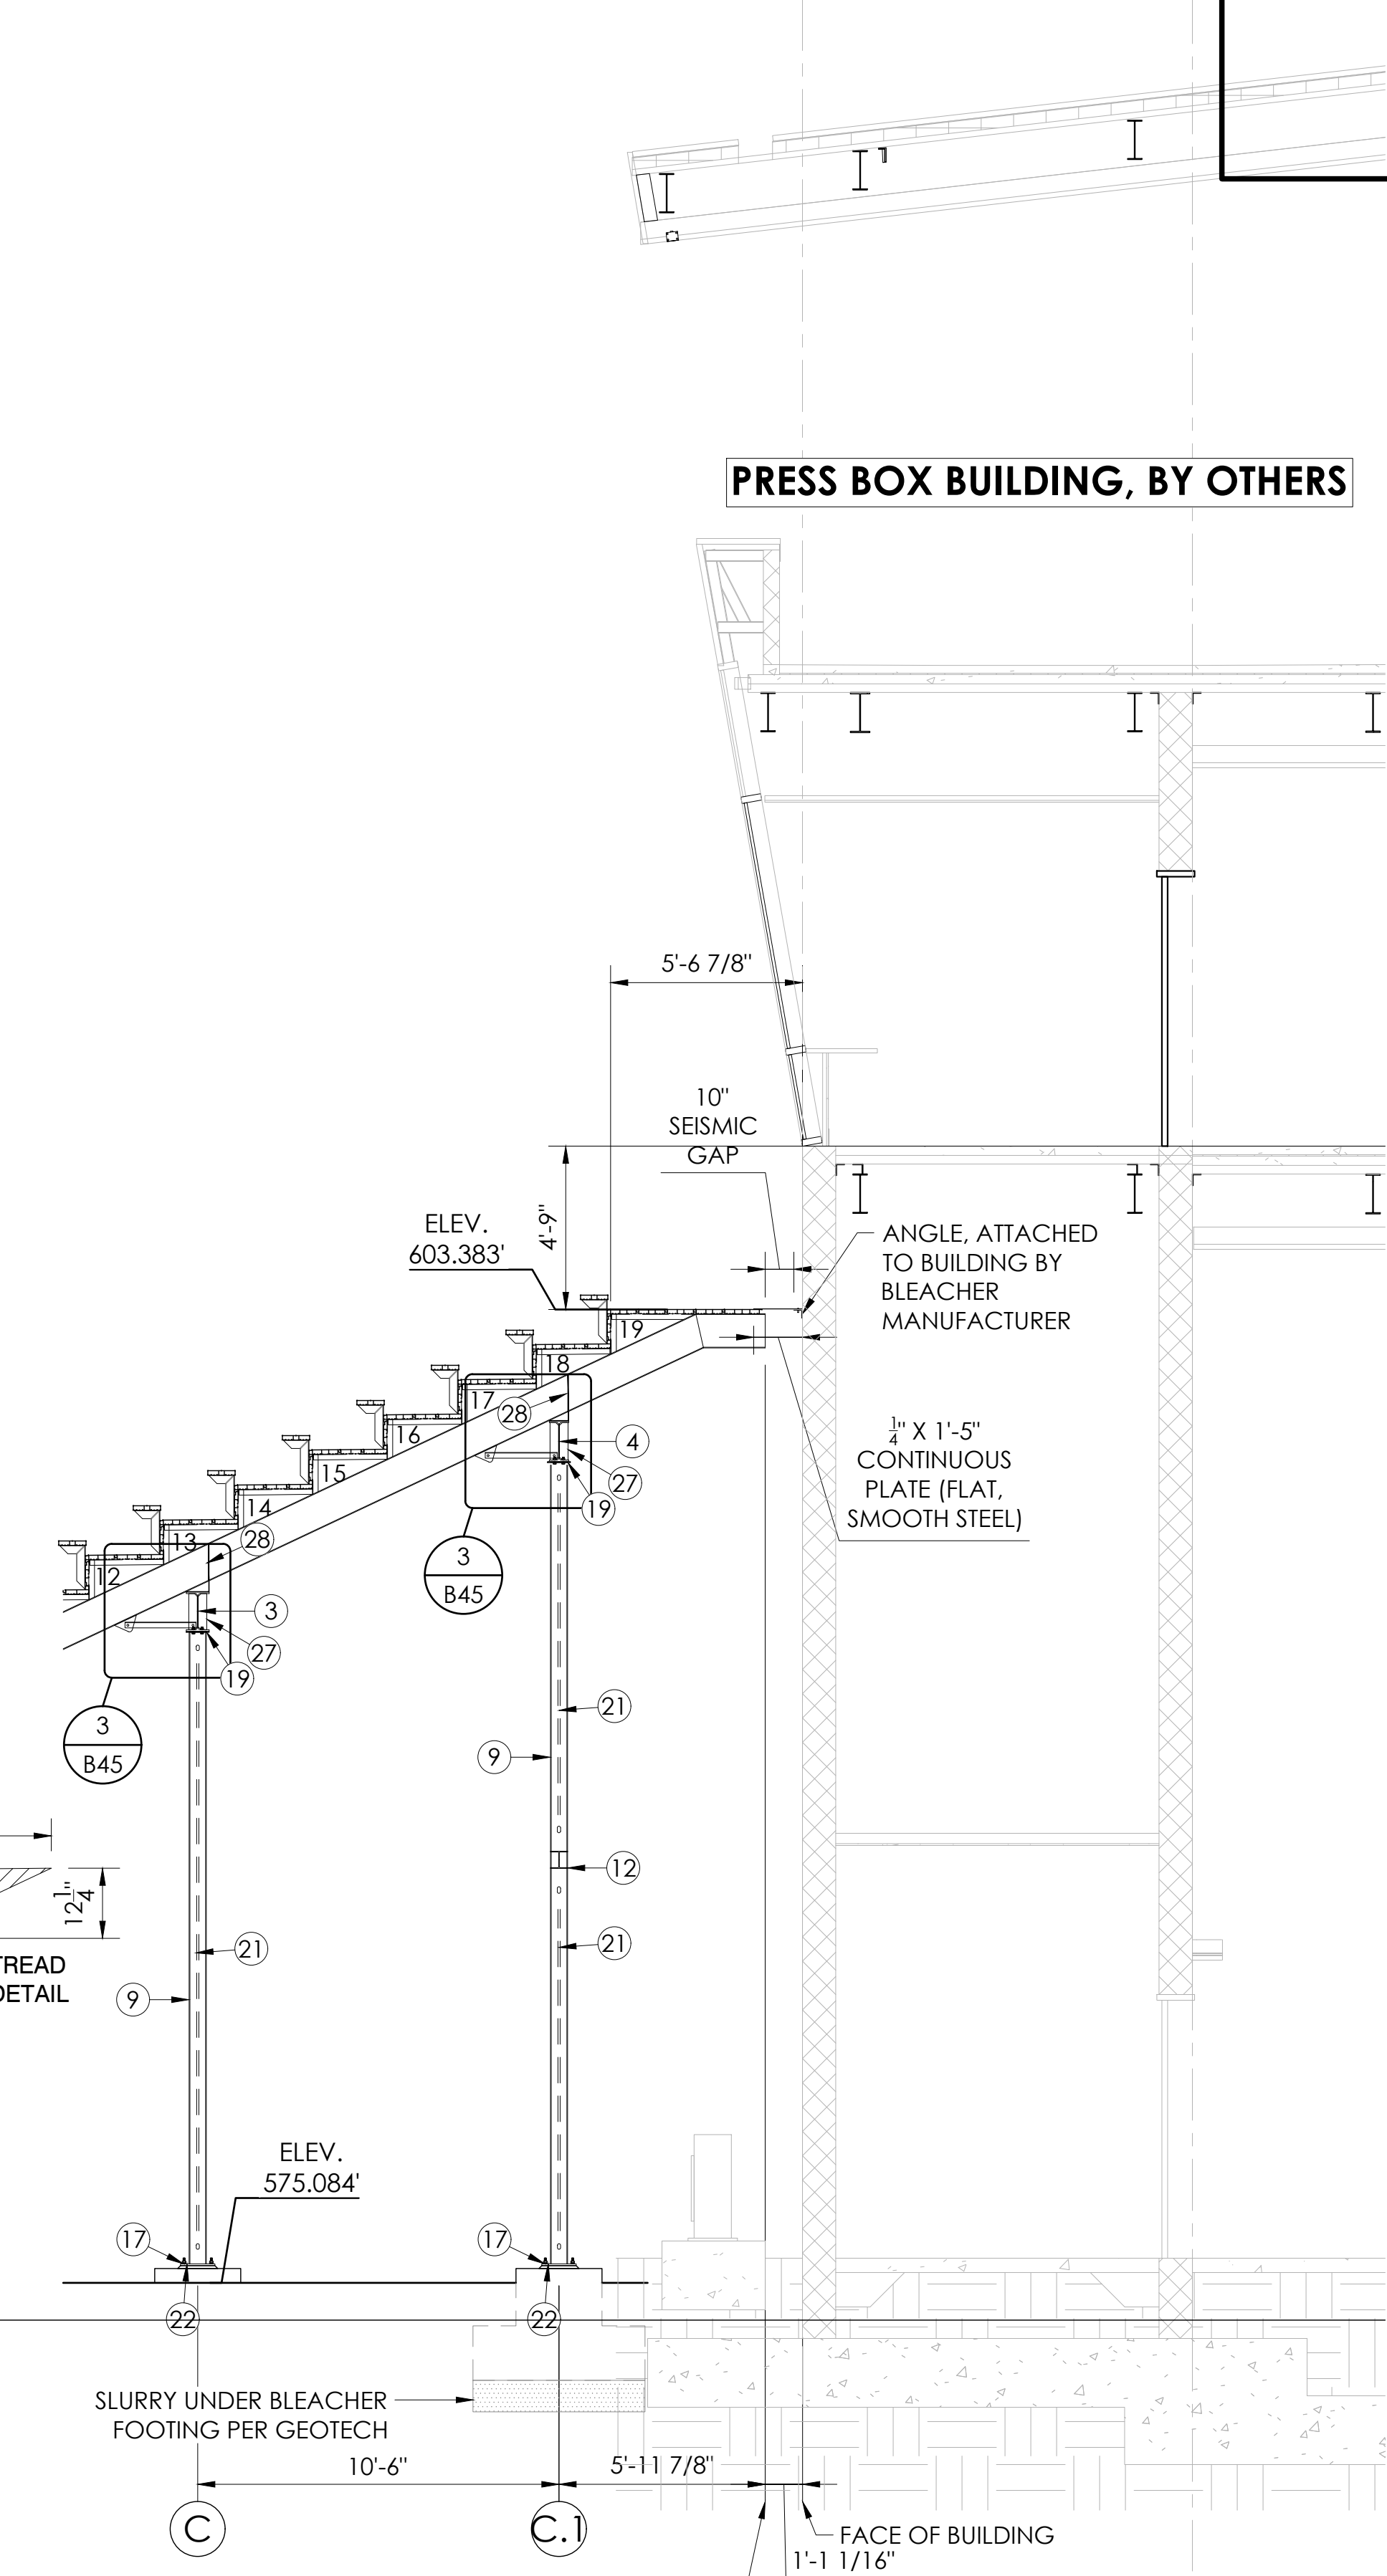 PRESS BOX BUILDING, BY OTHERS
5'-6 7/8"
10"
SEISMIC
GAP
4'-9"
ELEV.
603.383'
ANGLE, ATTACHED
TO BUILDING BY
BLEACHER
MANUFACTURER
19
18
17
28
16
4
1/4" X 1'-5"
CONTINUOUS
PLATE (FLAT,
SMOOTH STEEL)
15
27
14
19
13
28
12
3
B45
3
27
19
21
3
B45
9
12
12 1/4"
21
21
TREAD
DETAIL
9
ELEV.
575.084'
17
17
22
22
SLURRY UNDER BLEACHER
FOOTING PER GEOTECH
10'-6"
5'-11 7/8"
C
C.1
FACE OF BUILDING
1'-1 1/16"